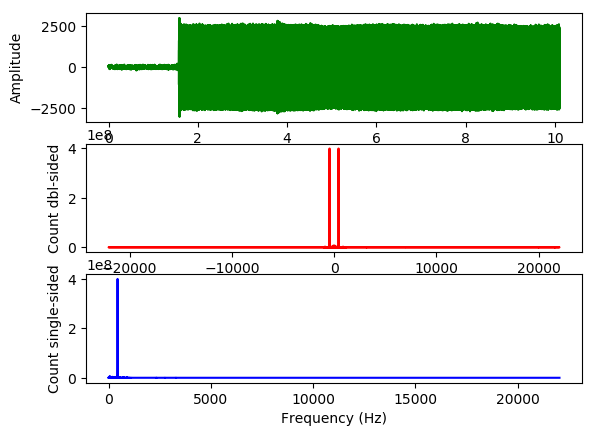 2500
0
−2500
Amplitude
0 2 4 6 8 10
1e8
4
2
0
Count dbl-sided
−20000 −10000 0 10000 20000
1e8
4
2
0
Count single-sided
0 5000 10000 15000 20000
Frequency (Hz)